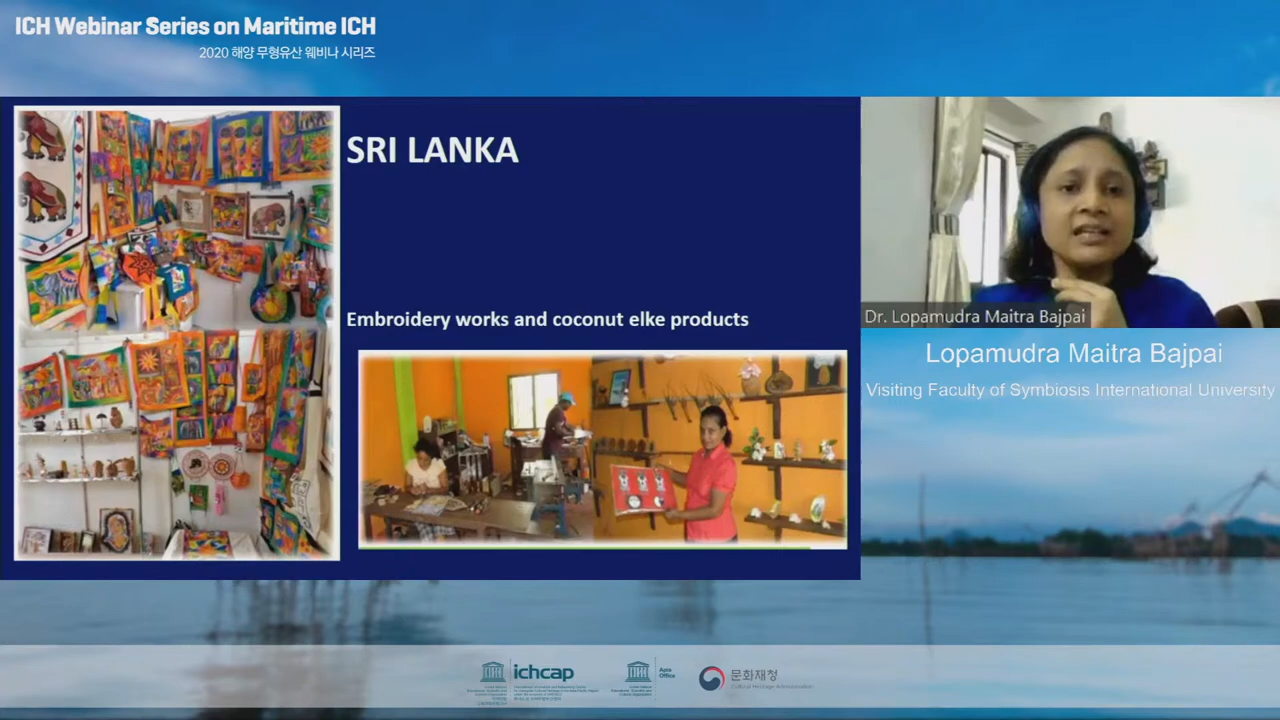 ICH Webinar Series on Maritime ICH
2020 해양 무형유산 웨비나 시리즈
SRI LANKA
Embroidery works and coconut elke products
Dr. Lopamudra Maitra Bajpai
Lopamudra Maitra Bajpai
Visiting Faculty of Symbiosis International University
ichcap
Apia
Office
문화재청
Cultural Heritage Administration